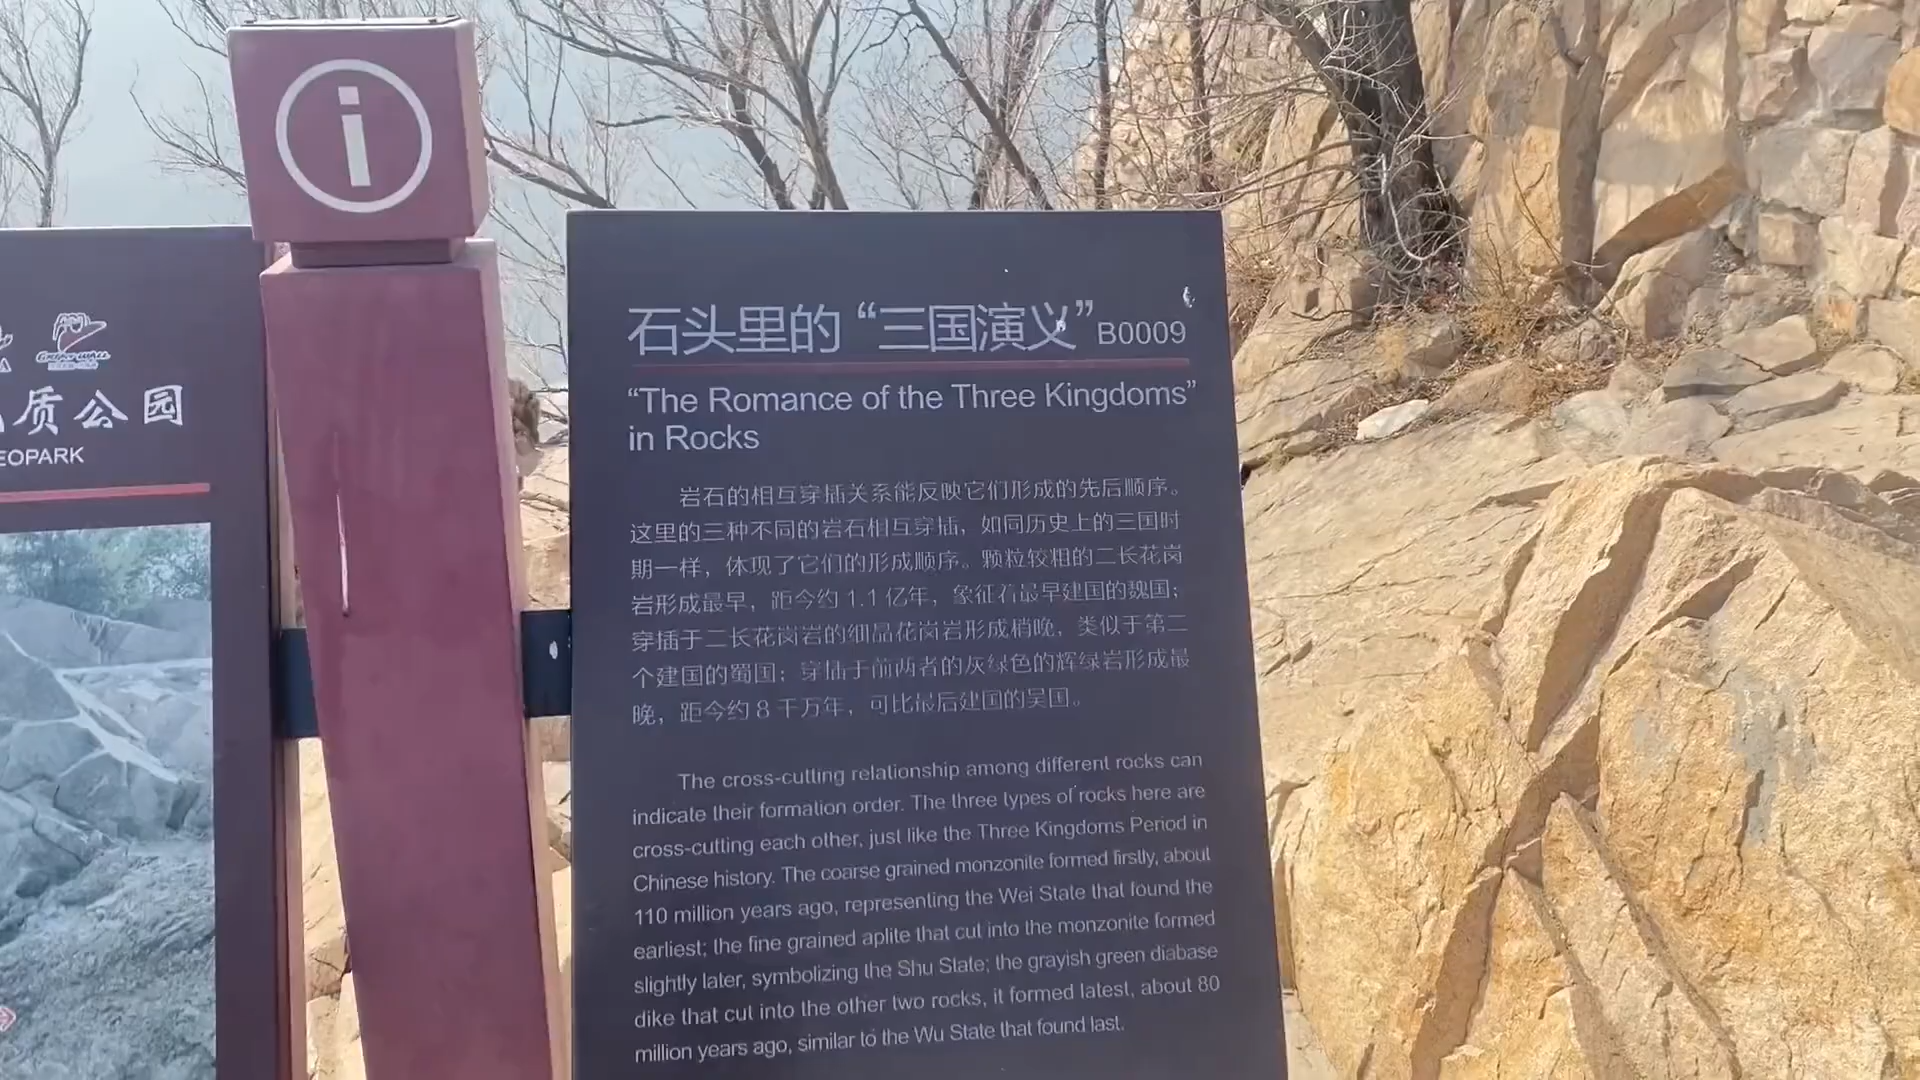 i
质公园
EOPARK
石头里的“三国演义”B0009
“The Romance of the Three Kingdoms”
in Rocks
岩石的相互穿插关系能反映它们形成的先后顺序。
这里的三种不同的岩石相互穿插，如同历史上的三国时
期一样，体现了它们的形成顺序。颗粒较粗的二长花岗
岩形成最早，距今约 1.1 亿年，象征着最早建国的魏国；
穿插于二长花岗岩的细晶花岗岩形成稍晚，类似于第二
个建国的蜀国；穿插于前两者的灰绿色的辉绿岩形成最
晚，距今约 8 千万年，可比最后建国的吴国。
The cross-cutting relationship among different rocks can
indicate their formation order. The three types of rocks here are
cross-cutting each other, just like the Three Kingdoms Period in
Chinese history. The coarse grained monzonite formed firstly, about
110 million years ago, representing the Wei State that found the
earliest; the fine grained aplite that cut into the monzonite formed
slightly later, symbolizing the Shu State; the grayish green diabase
dike that cut into the other two rocks, it formed latest, about 80
million years ago, similar to the Wu State that found last.